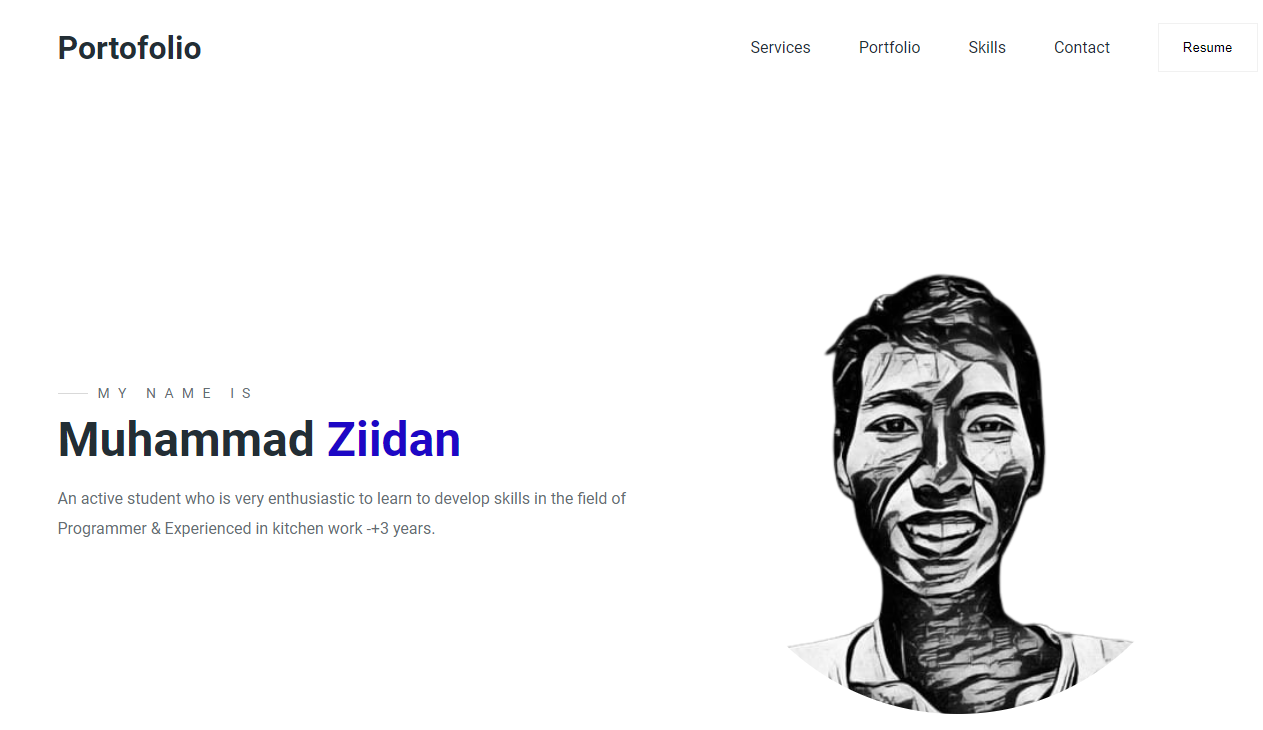 Portofolio
Services
Portfolio
Skills
Contact
Resume
MY NAME IS
Muhammad Ziidan
An active student who is very enthusiastic to learn to develop skills in the field of
Programmer & Experienced in kitchen work -+3 years.